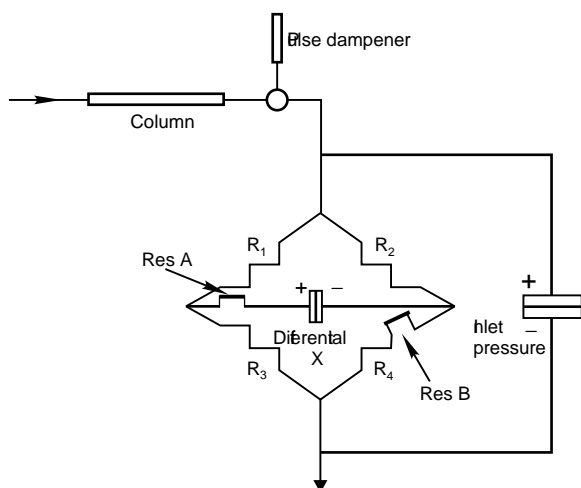 Pulse dampener
Column
R₁
R₂
Res A
+
–
+
Differential
X
–
Inlet
pressure
R₃
R₄
Res B